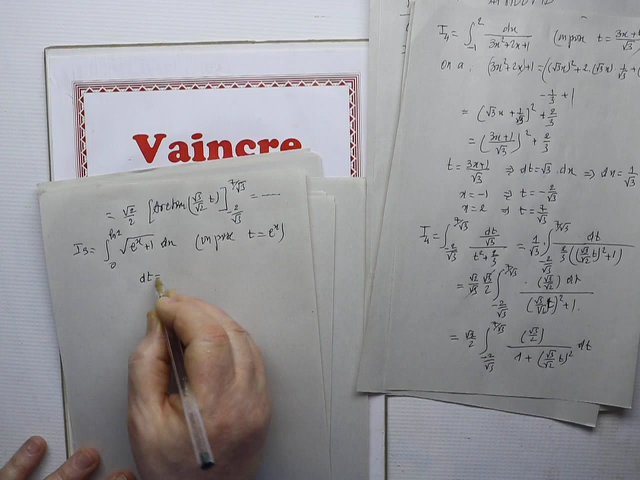 Vaincre
= √2/2 [Arctan(√3/√2 t)]_{-2/√3}^{7/√3} = ----
I5 = ∫_0^{ln2} √(e^x+1) dx (on pose t = e^x)
dt=
I4 = ∫_{-1}^{2} dx/(3x²+2x+1) (on pose t = 3x+1/√3
on a. (3x²+2x)+1 = ((√3x)²+2.(√3x) 1/√3 +
-1/3 + 1
= (√3 x + 1/√3)² + 2/3
= (3x+1/√3)² + 2/3
t = 3x+1/√3 ⇒ dt = √3 dx ⇒ dx = 1/√3
x = -1 ⇒ t = -2/√3
x = 2 ⇒ t = 7/√3
I4 = ∫_{-2/√3}^{7/√3} (dt/√3)/(t²+2/3) = 1/√3 ∫_{-2/√3}^{7/√3} dt/(2/3((√3/√2 t)²+1))
= √2/√3 √3/2 ∫_{-2/√3}^{7/√3} (√3/√2) dt/((√3/√2 t)²+1)
= √2/2 ∫_{-2/√3}^{7/√3} (√3/√2)/(1+(√3/√2 t)²) dt